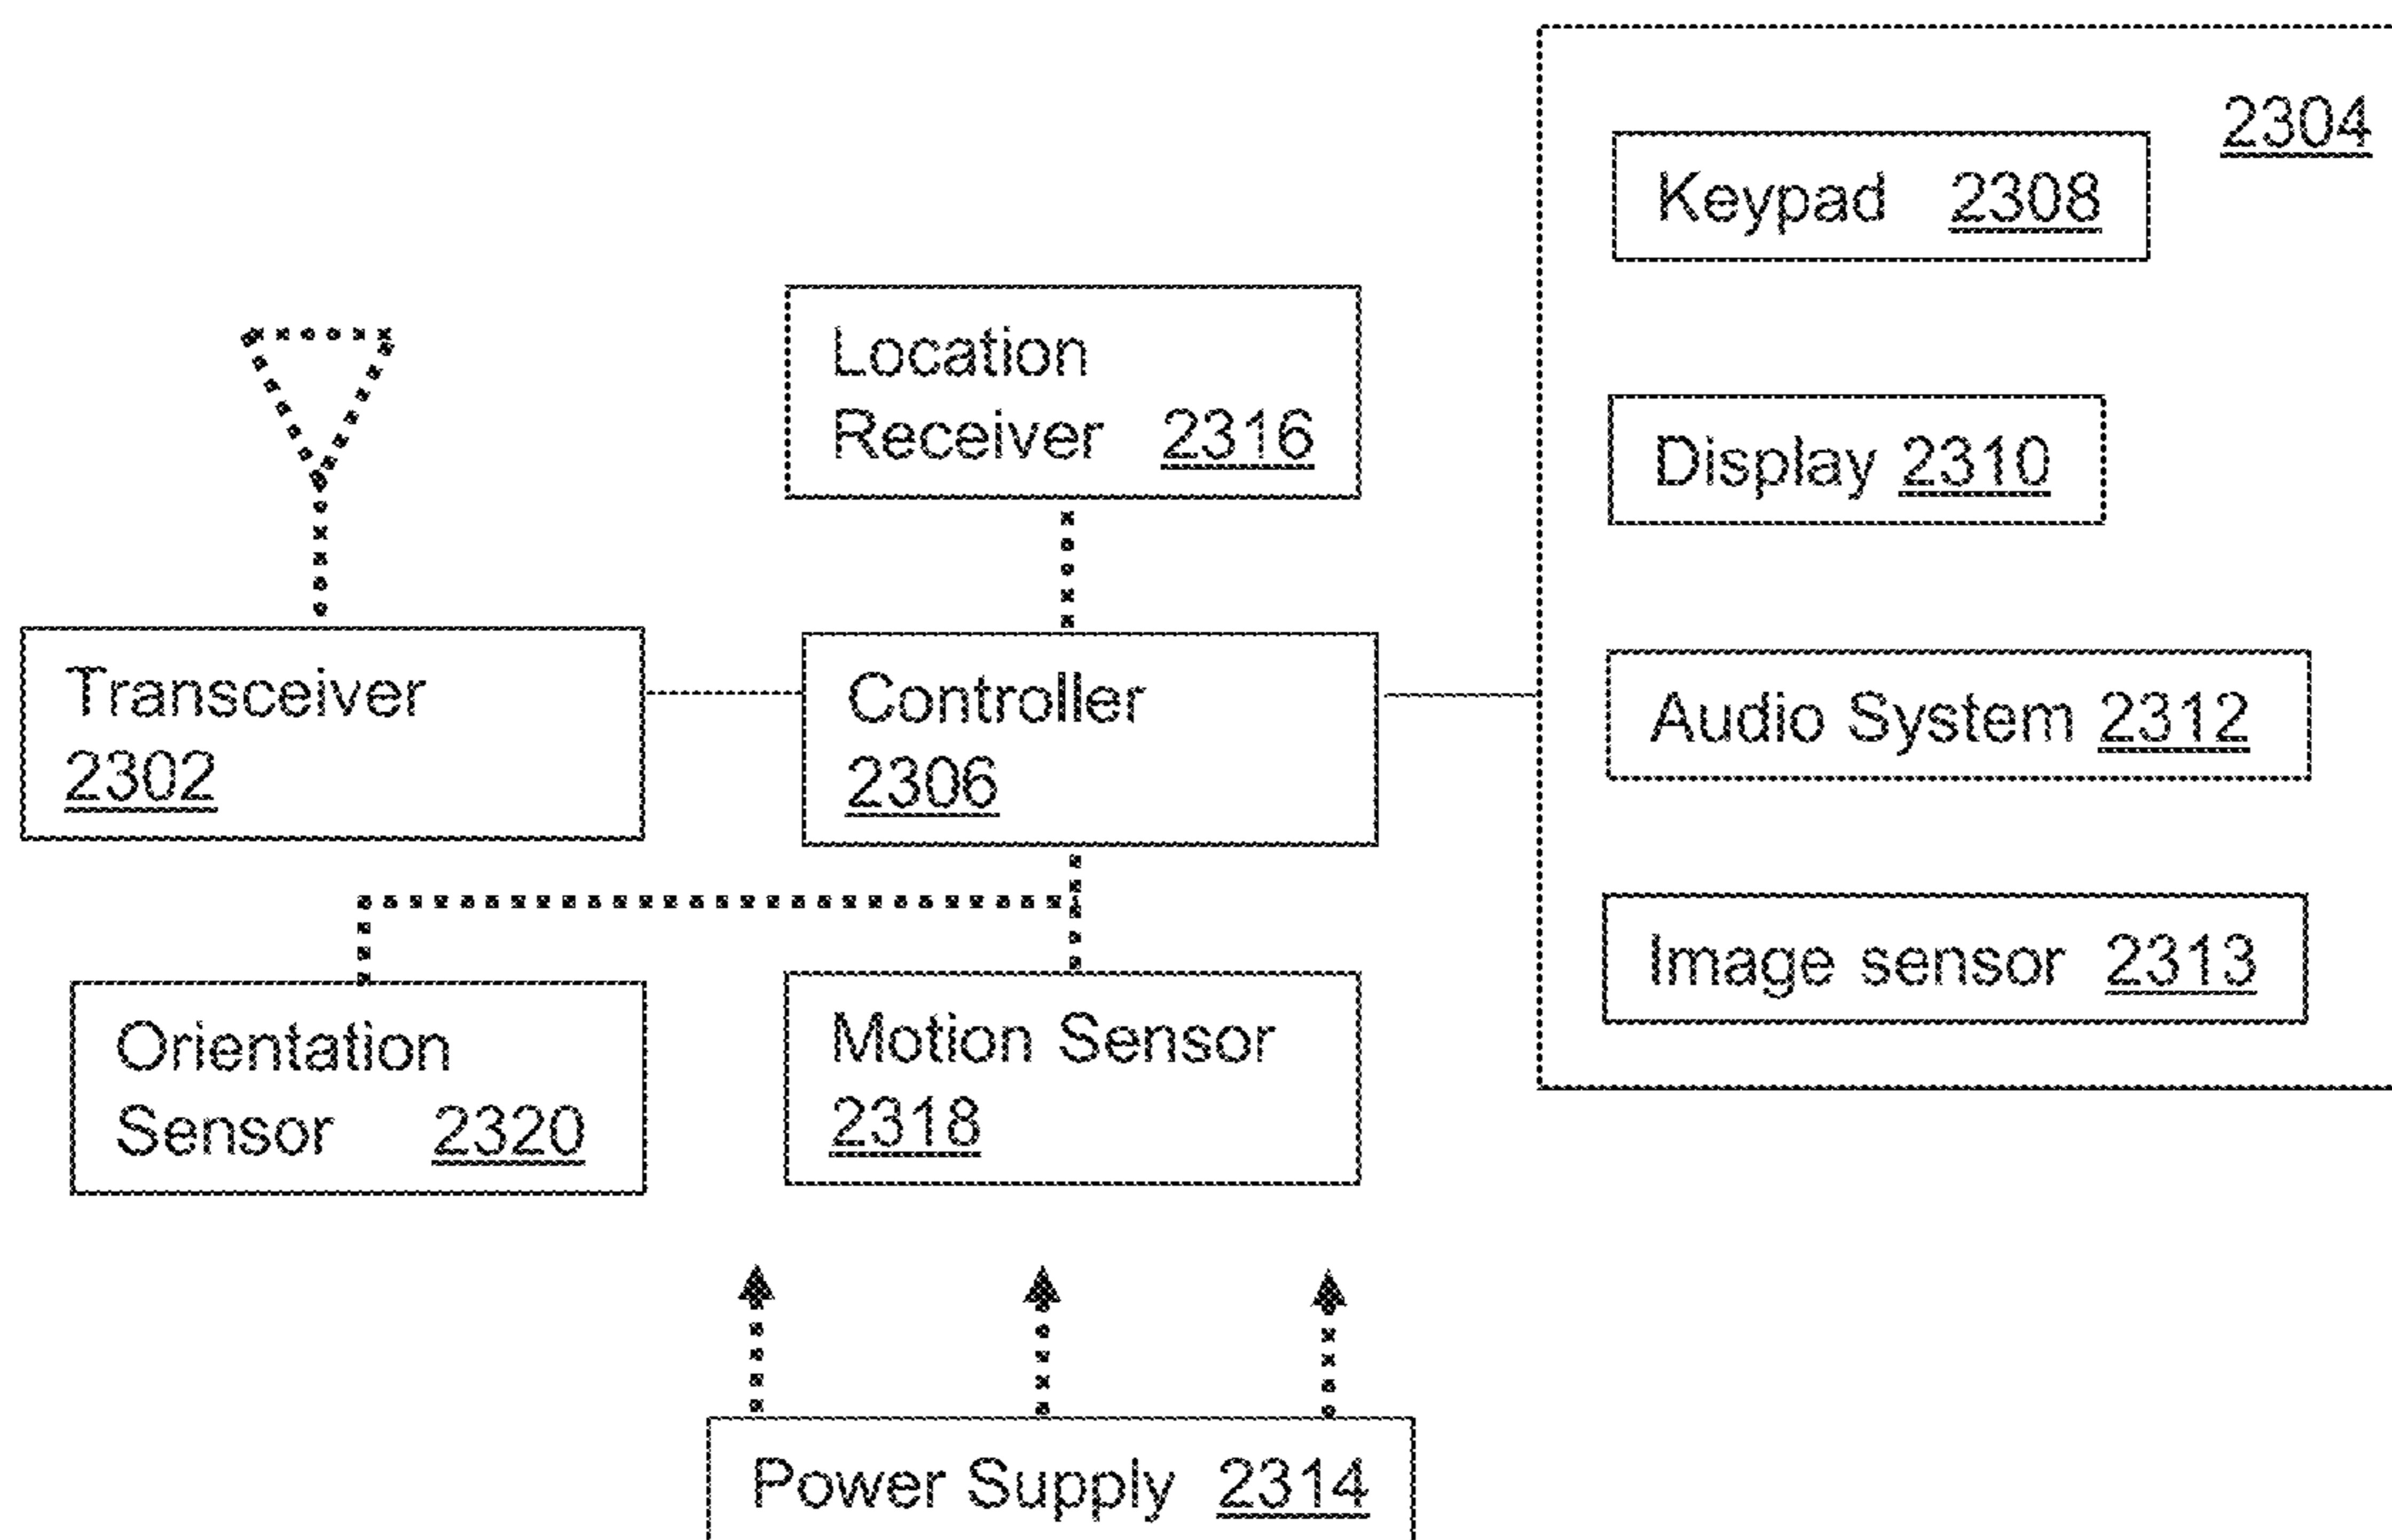 2304
Keypad 2308
Location
Receiver 2316
Display 2310
Transceiver
2302
Controller
2306
Audio System 2312
Image sensor 2313
Orientation
Sensor 2320
Motion Sensor
2318
Power Supply 2314